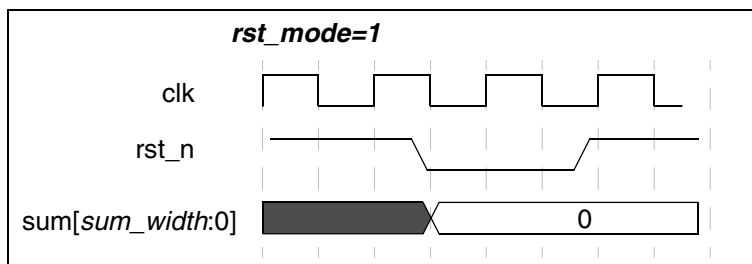 rst_mode=1
clk
rst_n
sum[sum_width:0]
0